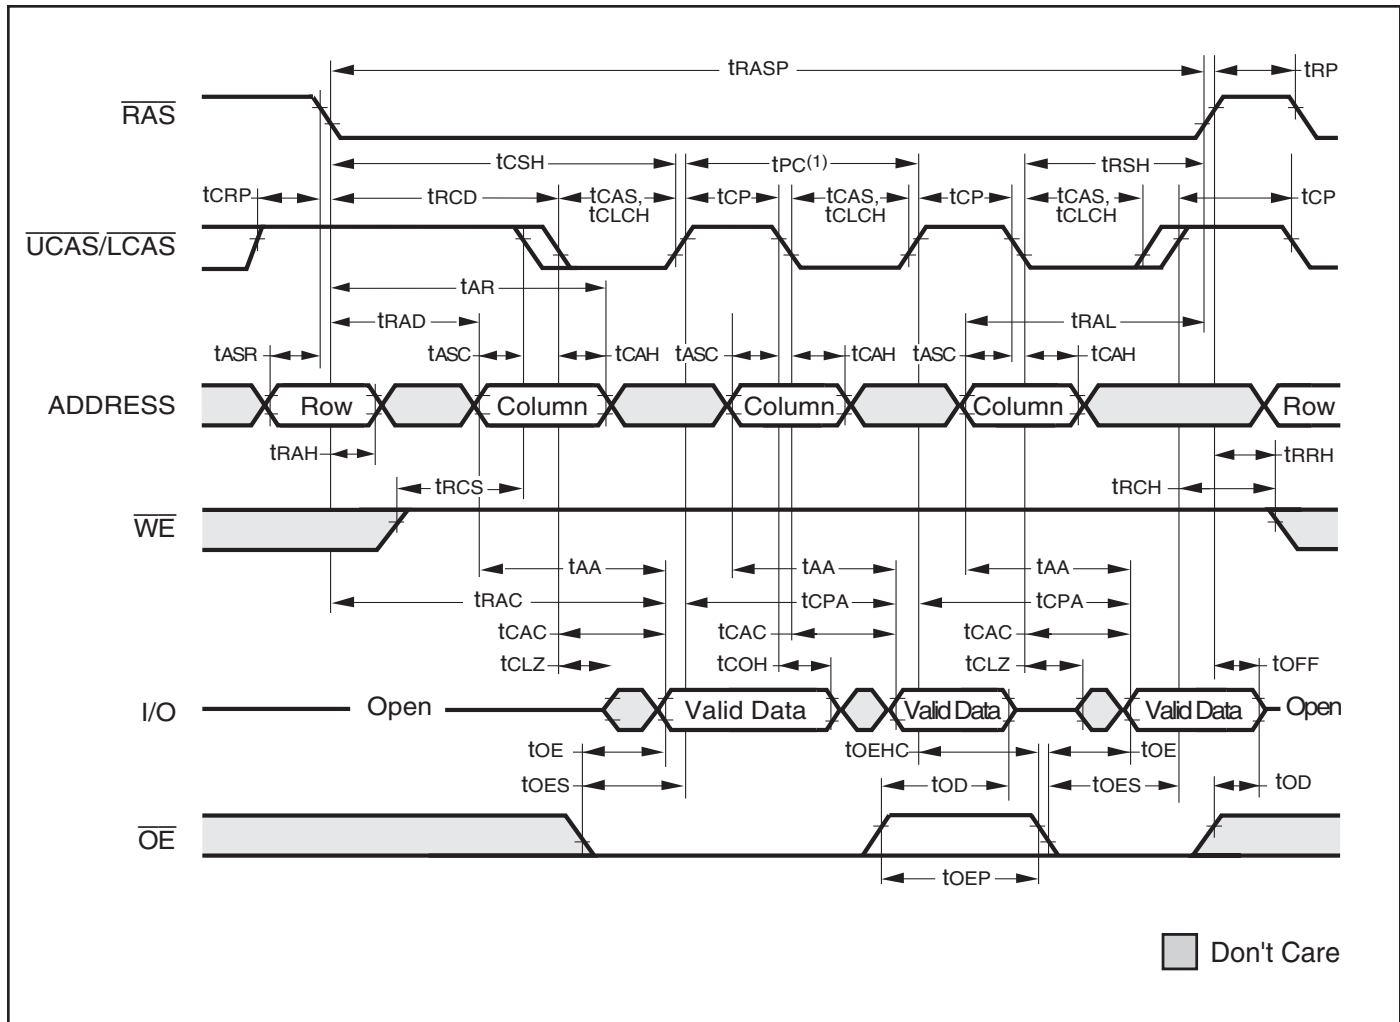 tRASP
tRP
RAS
tCSH
tPC(1)
tRSH
tCRP
tRCD
tCAS,
tCLCH
tCP
tCAS,
tCLCH
tCP
tCAS,
tCLCH
tCP
UCAS/LCAS
tAR
tRAD
tRAL
tASR
tASC
tCAH
tASC
tCAH
tASC
tCAH
ADDRESS
Row
Column
Column
Column
Row
tRAH
tRRH
tRCS
tRCH
WE
tAA
tAA
tAA
tRAC
tCPA
tCPA
tCAC
tCAC
tCAC
tCLZ
tCOH
tCLZ
tOFF
I/O
Open
Valid Data
Valid Data
Valid Data
Open
tOE
tOEHC
tOE
tOES
tOD
tOES
tOD
OE
tOEP
Don't Care